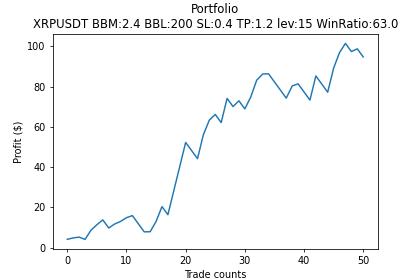 Portfolio
XRPUSDT BBM:2.4 BBL:200 SL:0.4 TP:1.2 lev:15 WinRatio:63.0
100
80
60
40
20
0
Profit ($)
0 10 20 30 40 50
Trade counts